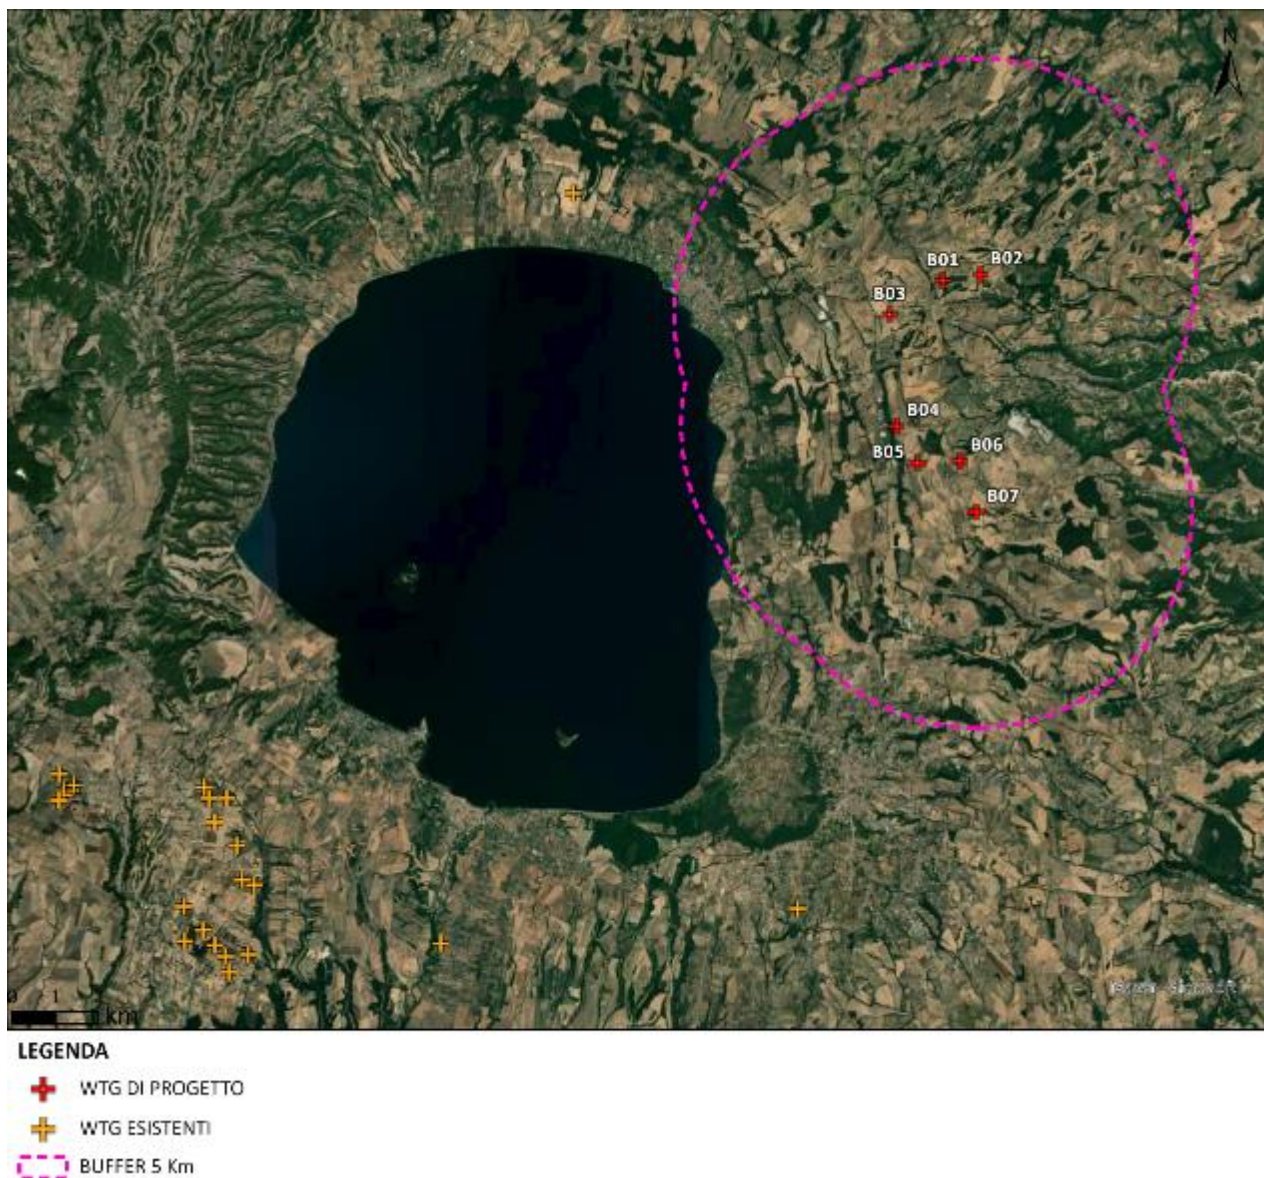 N
B01
B02
B03
B04
B05
B06
B07
0 1
km
LEGENDA
WTG DI PROGETTO
WTG ESISTENTI
BUFFER 5 Km